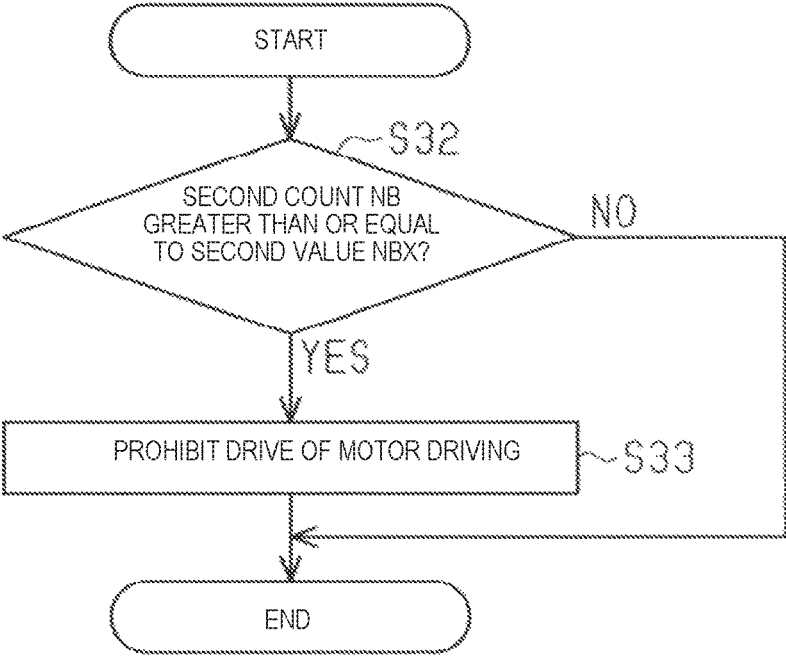 START
S32
SECOND COUNT NB
GREATER THAN OR EQUAL
TO SECOND VALUE NBX?
NO
YES
PROHIBIT DRIVE OF MOTOR DRIVING
S33
END